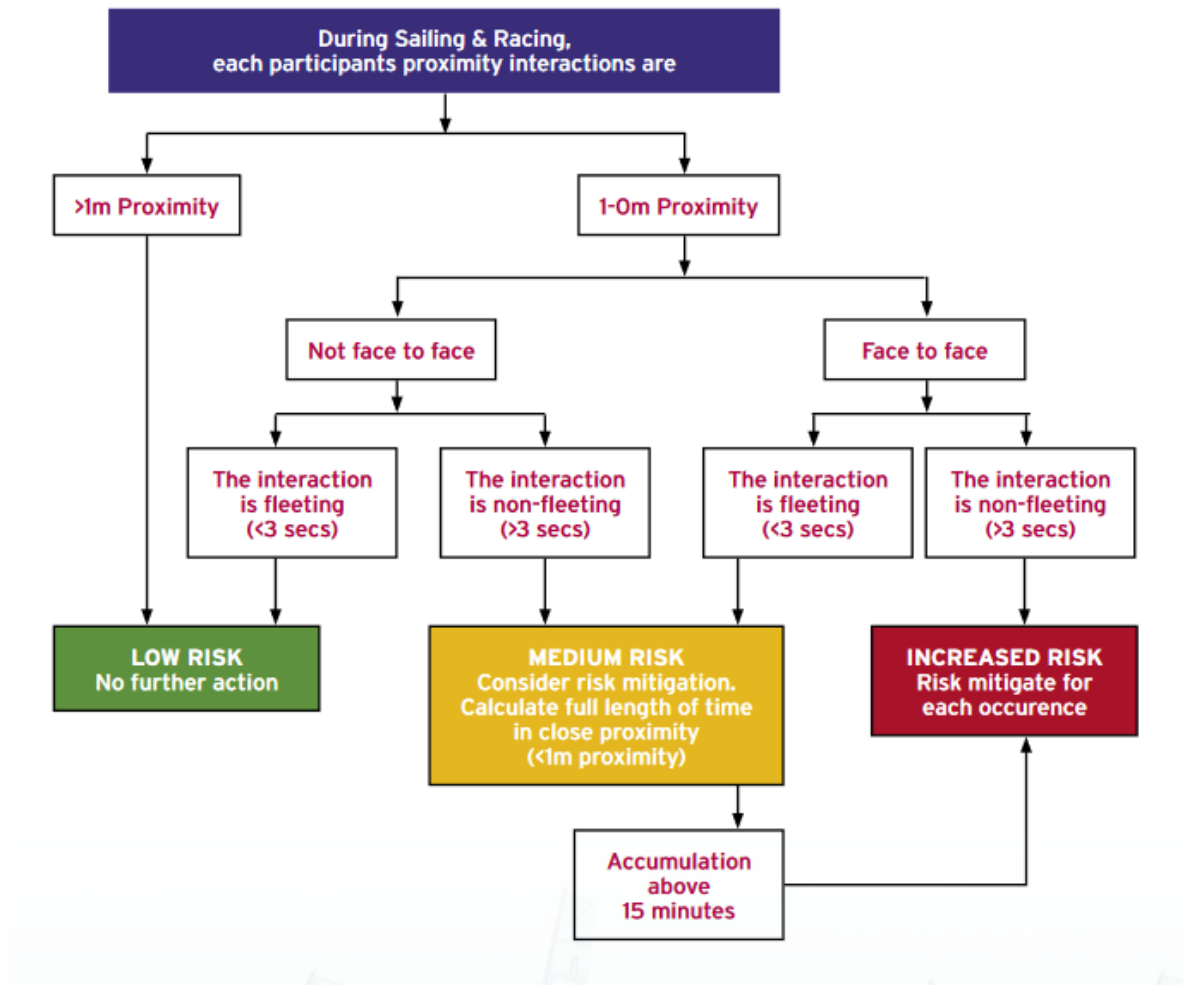 During Sailing & Racing,
each participants proximity interactions are
>1m Proximity
1-0m Proximity
Not face to face
Face to face
The interaction
is fleeting
(<3 secs)
The interaction
is non-fleeting
(>3 secs)
The interaction
is fleeting
(<3 secs)
The interaction
is non-fleeting
(>3 secs)
LOW RISK
No further action
MEDIUM RISK
Consider risk mitigation.
Calculate full length of time
in close proximity
(<1m proximity)
INCREASED RISK
Risk mitigate for
each occurence
Accumulation
above
15 minutes